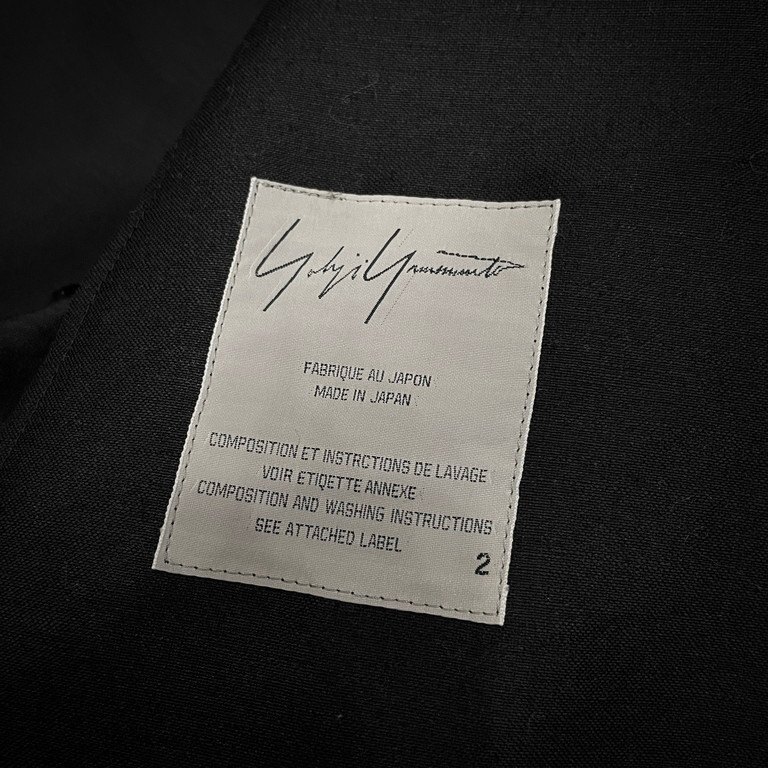 Yohji Yamamoto
FABRIQUE AU JAPON
MADE IN JAPAN
COMPOSITION ET INSTRCTIONS DE LAVAGE
VOIR ETIQETTE ANNEXE
COMPOSITION AND WASHING INSTRUCTIONS
SEE ATTACHED LABEL
2